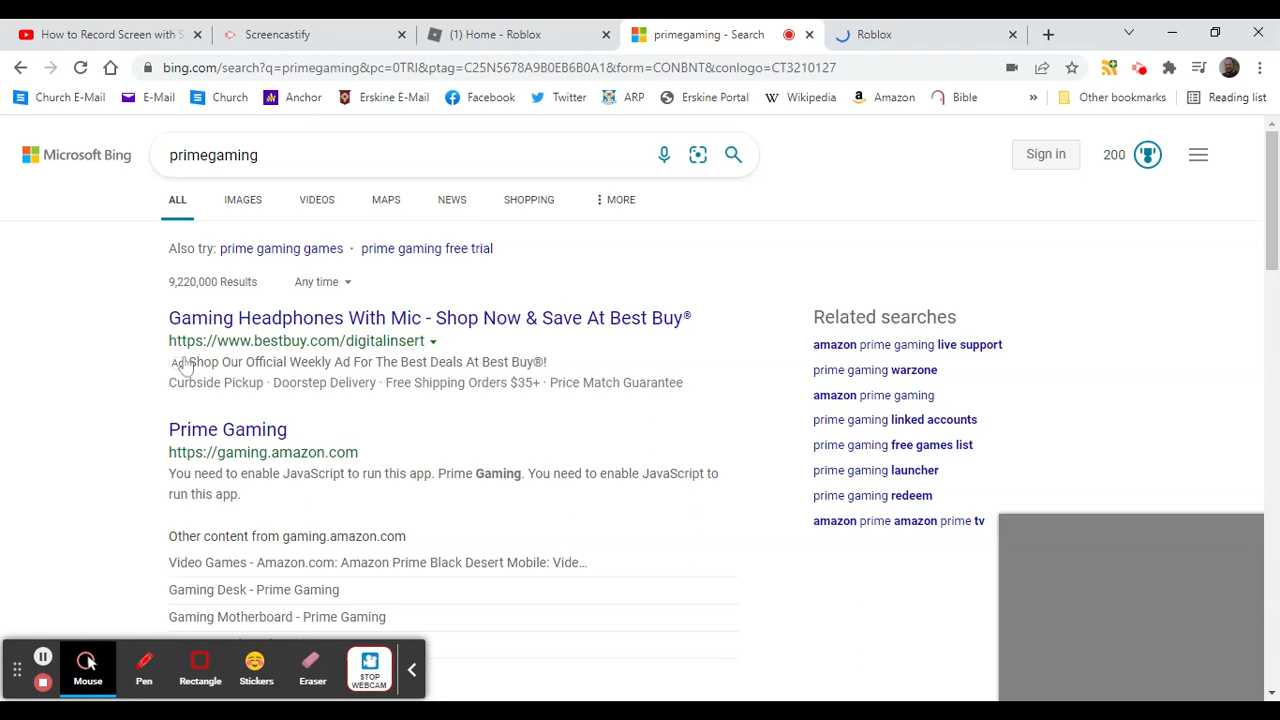 How to Record Screen with S
Screencastify
(1) Home - Roblox
primegaming - Search
Roblox
bing.com/search?q=primegaming&pc=0TRI&ptag=C25N5678A9B0EB6B0A1&form=CONBNT&conlogo=CT3210127
Church E-Mail
E-Mail
Church
Anchor
Erskine E-Mail
Facebook
Twitter
ARP
Erskine Portal
Wikipedia
Amazon
Bible
»
Other bookmarks
Reading list
Microsoft Bing
primegaming
Sign in
200
ALL
IMAGES
VIDEOS
MAPS
NEWS
SHOPPING
MORE
Also try: prime gaming games · prime gaming free trial
9,220,000 Results
Any time
Gaming Headphones With Mic - Shop Now & Save At Best Buy®
https://www.bestbuy.com/digitalinsert
Shop Our Official Weekly Ad For The Best Deals At Best Buy®!
Curbside Pickup · Doorstep Delivery · Free Shipping Orders $35+ · Price Match Guarantee
Prime Gaming
https://gaming.amazon.com
You need to enable JavaScript to run this app. Prime Gaming. You need to enable JavaScript to
run this app.
Other content from gaming.amazon.com
Video Games - Amazon.com: Amazon Prime Black Desert Mobile: Vide...
Gaming Desk - Prime Gaming
Gaming Motherboard - Prime Gaming
Related searches
amazon prime gaming live support
prime gaming warzone
amazon prime gaming
prime gaming linked accounts
prime gaming free games list
prime gaming launcher
prime gaming redeem
amazon prime amazon prime tv
Mouse
Pen
Rectangle
Stickers
Eraser
STOP
WEBCAM